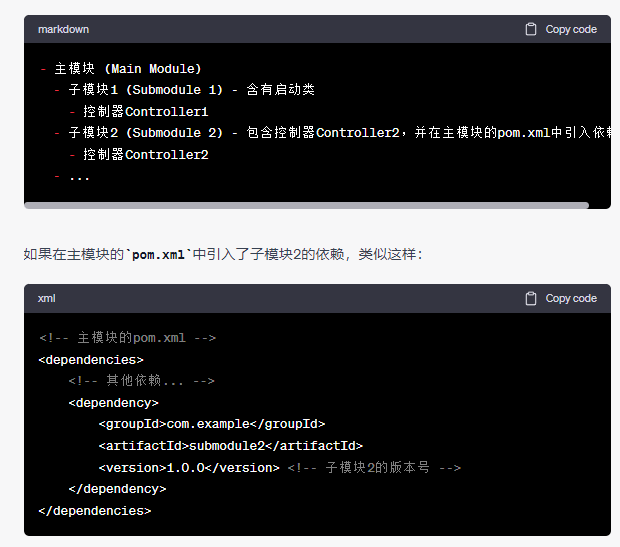 markdown
Copy code
- 主模块 (Main Module)
- 子模块1 (Submodule 1) - 含有启动类
- 控制器Controller1
- 子模块2 (Submodule 2) - 包含控制器Controller2，并在主模块的pom.xml中引入依赖
- 控制器Controller2
- ...
如果在主模块的`pom.xml`中引入了子模块2的依赖，类似这样：
xml
Copy code
<!-- 主模块的pom.xml -->
<dependencies>
<!-- 其他依赖... -->
<dependency>
<groupId>com.example</groupId>
<artifactId>submodule2</artifactId>
<version>1.0.0</version> <!-- 子模块2的版本号 -->
</dependency>
</dependencies>